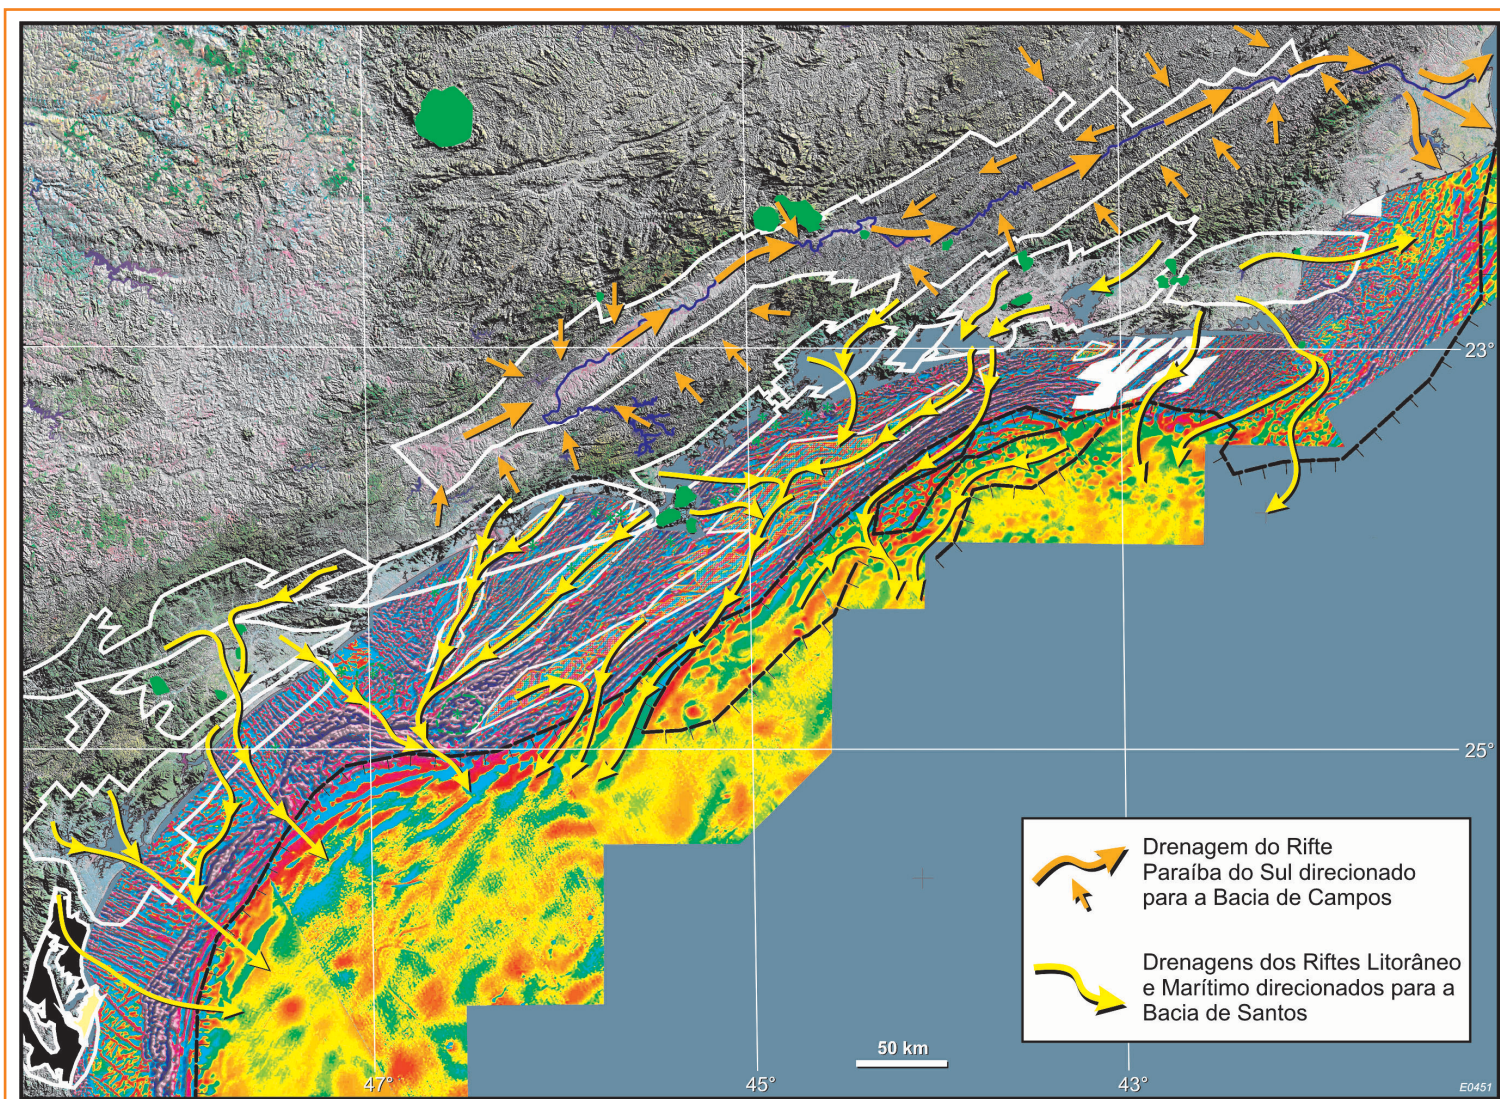 23°
25°
Drenagem do Rifte
Paraíba do Sul direcionado
para a Bacia de Campos
Drenagens dos Riftes Litorâneo
e Marítimo direcionados para a
Bacia de Santos
50 km
47°
45°
43°
E0451